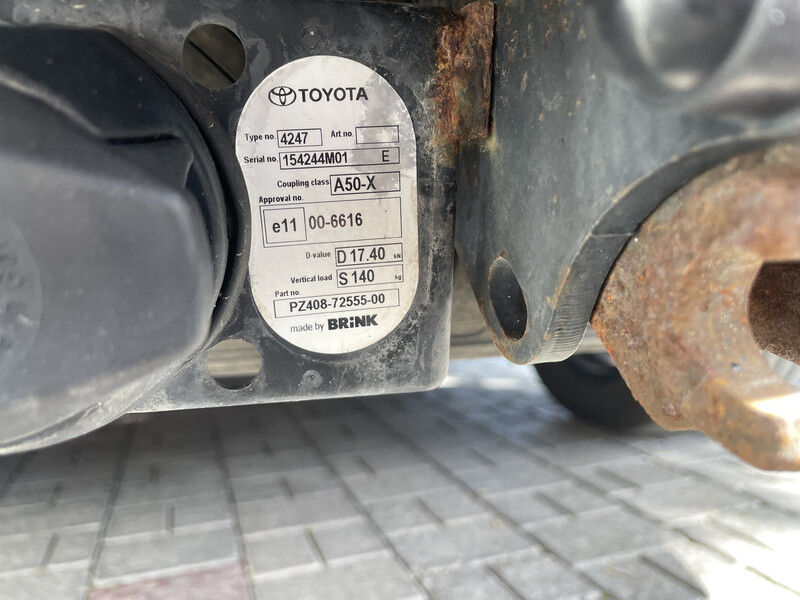 TOYOTA
Type no. 4247 Art.no.
Serial no. 154244M01 E
Coupling class A50-X
Approval no.
e11 00-6616
D-value D 17.40 kN
Vertical load S 140 kg
Part no.
PZ408-72555-00
made by BRINK